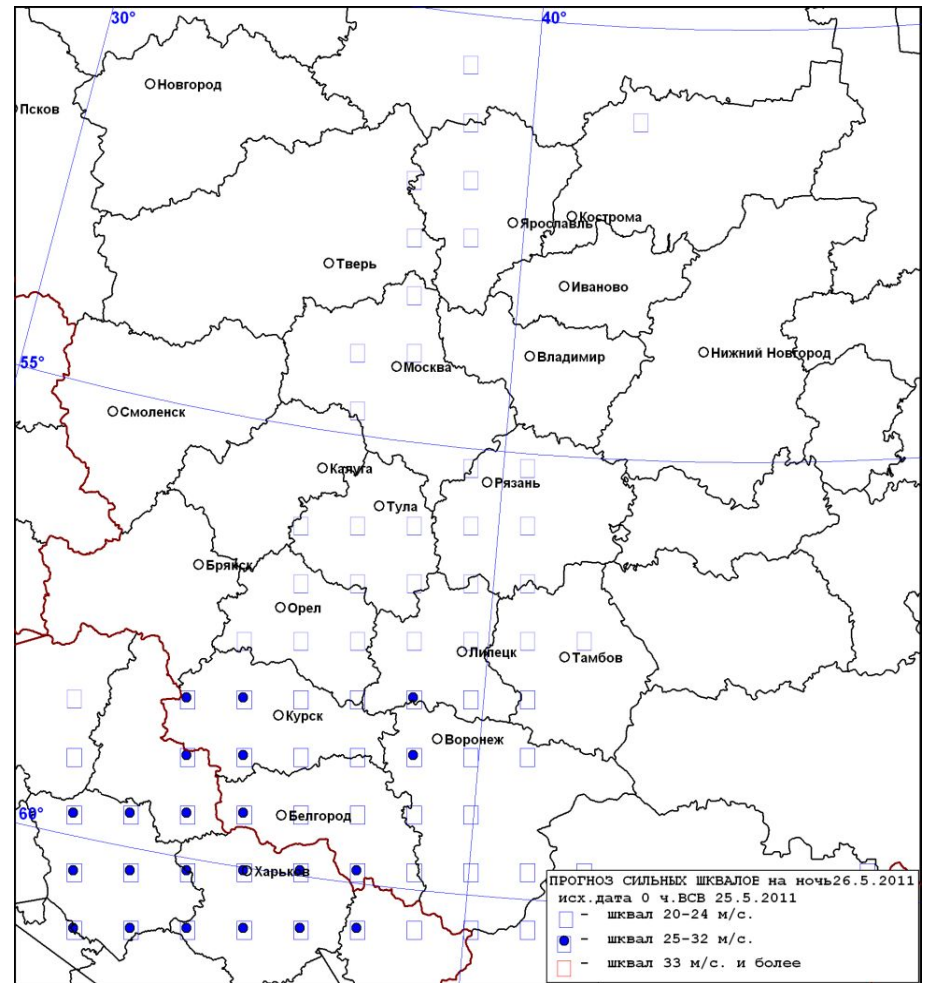 30°
40°
Новгород
Псков
Кострома
Ярославль
Тверь
Иваново
Нижний Новгород
Владимир
55°
Москва
Смоленск
Калуга
Рязань
Тула
Брянск
Орел
Липецк
Тамбов
Курск
Воронеж
60°
Белгород
Харьков
ПРОГНОЗ СИЛЬНЫХ ШКВАЛОВ на ночь26.5.2011
исх.дата 0 ч.ВСВ 25.5.2011
- шквал 20-24 м/с.
- шквал 25-32 м/с.
- шквал 33 м/с. и более